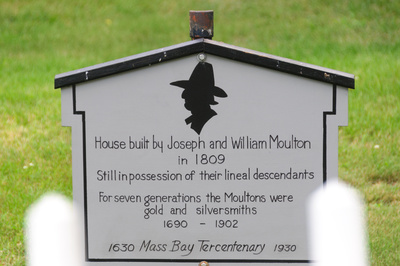 House built by Joseph and William Moulton
in 1809
Still in possession of their lineal descendants
For seven generations the Moultons were
gold and silversmiths
1690 - 1902
1630 Mass Bay Tercentenary 1930